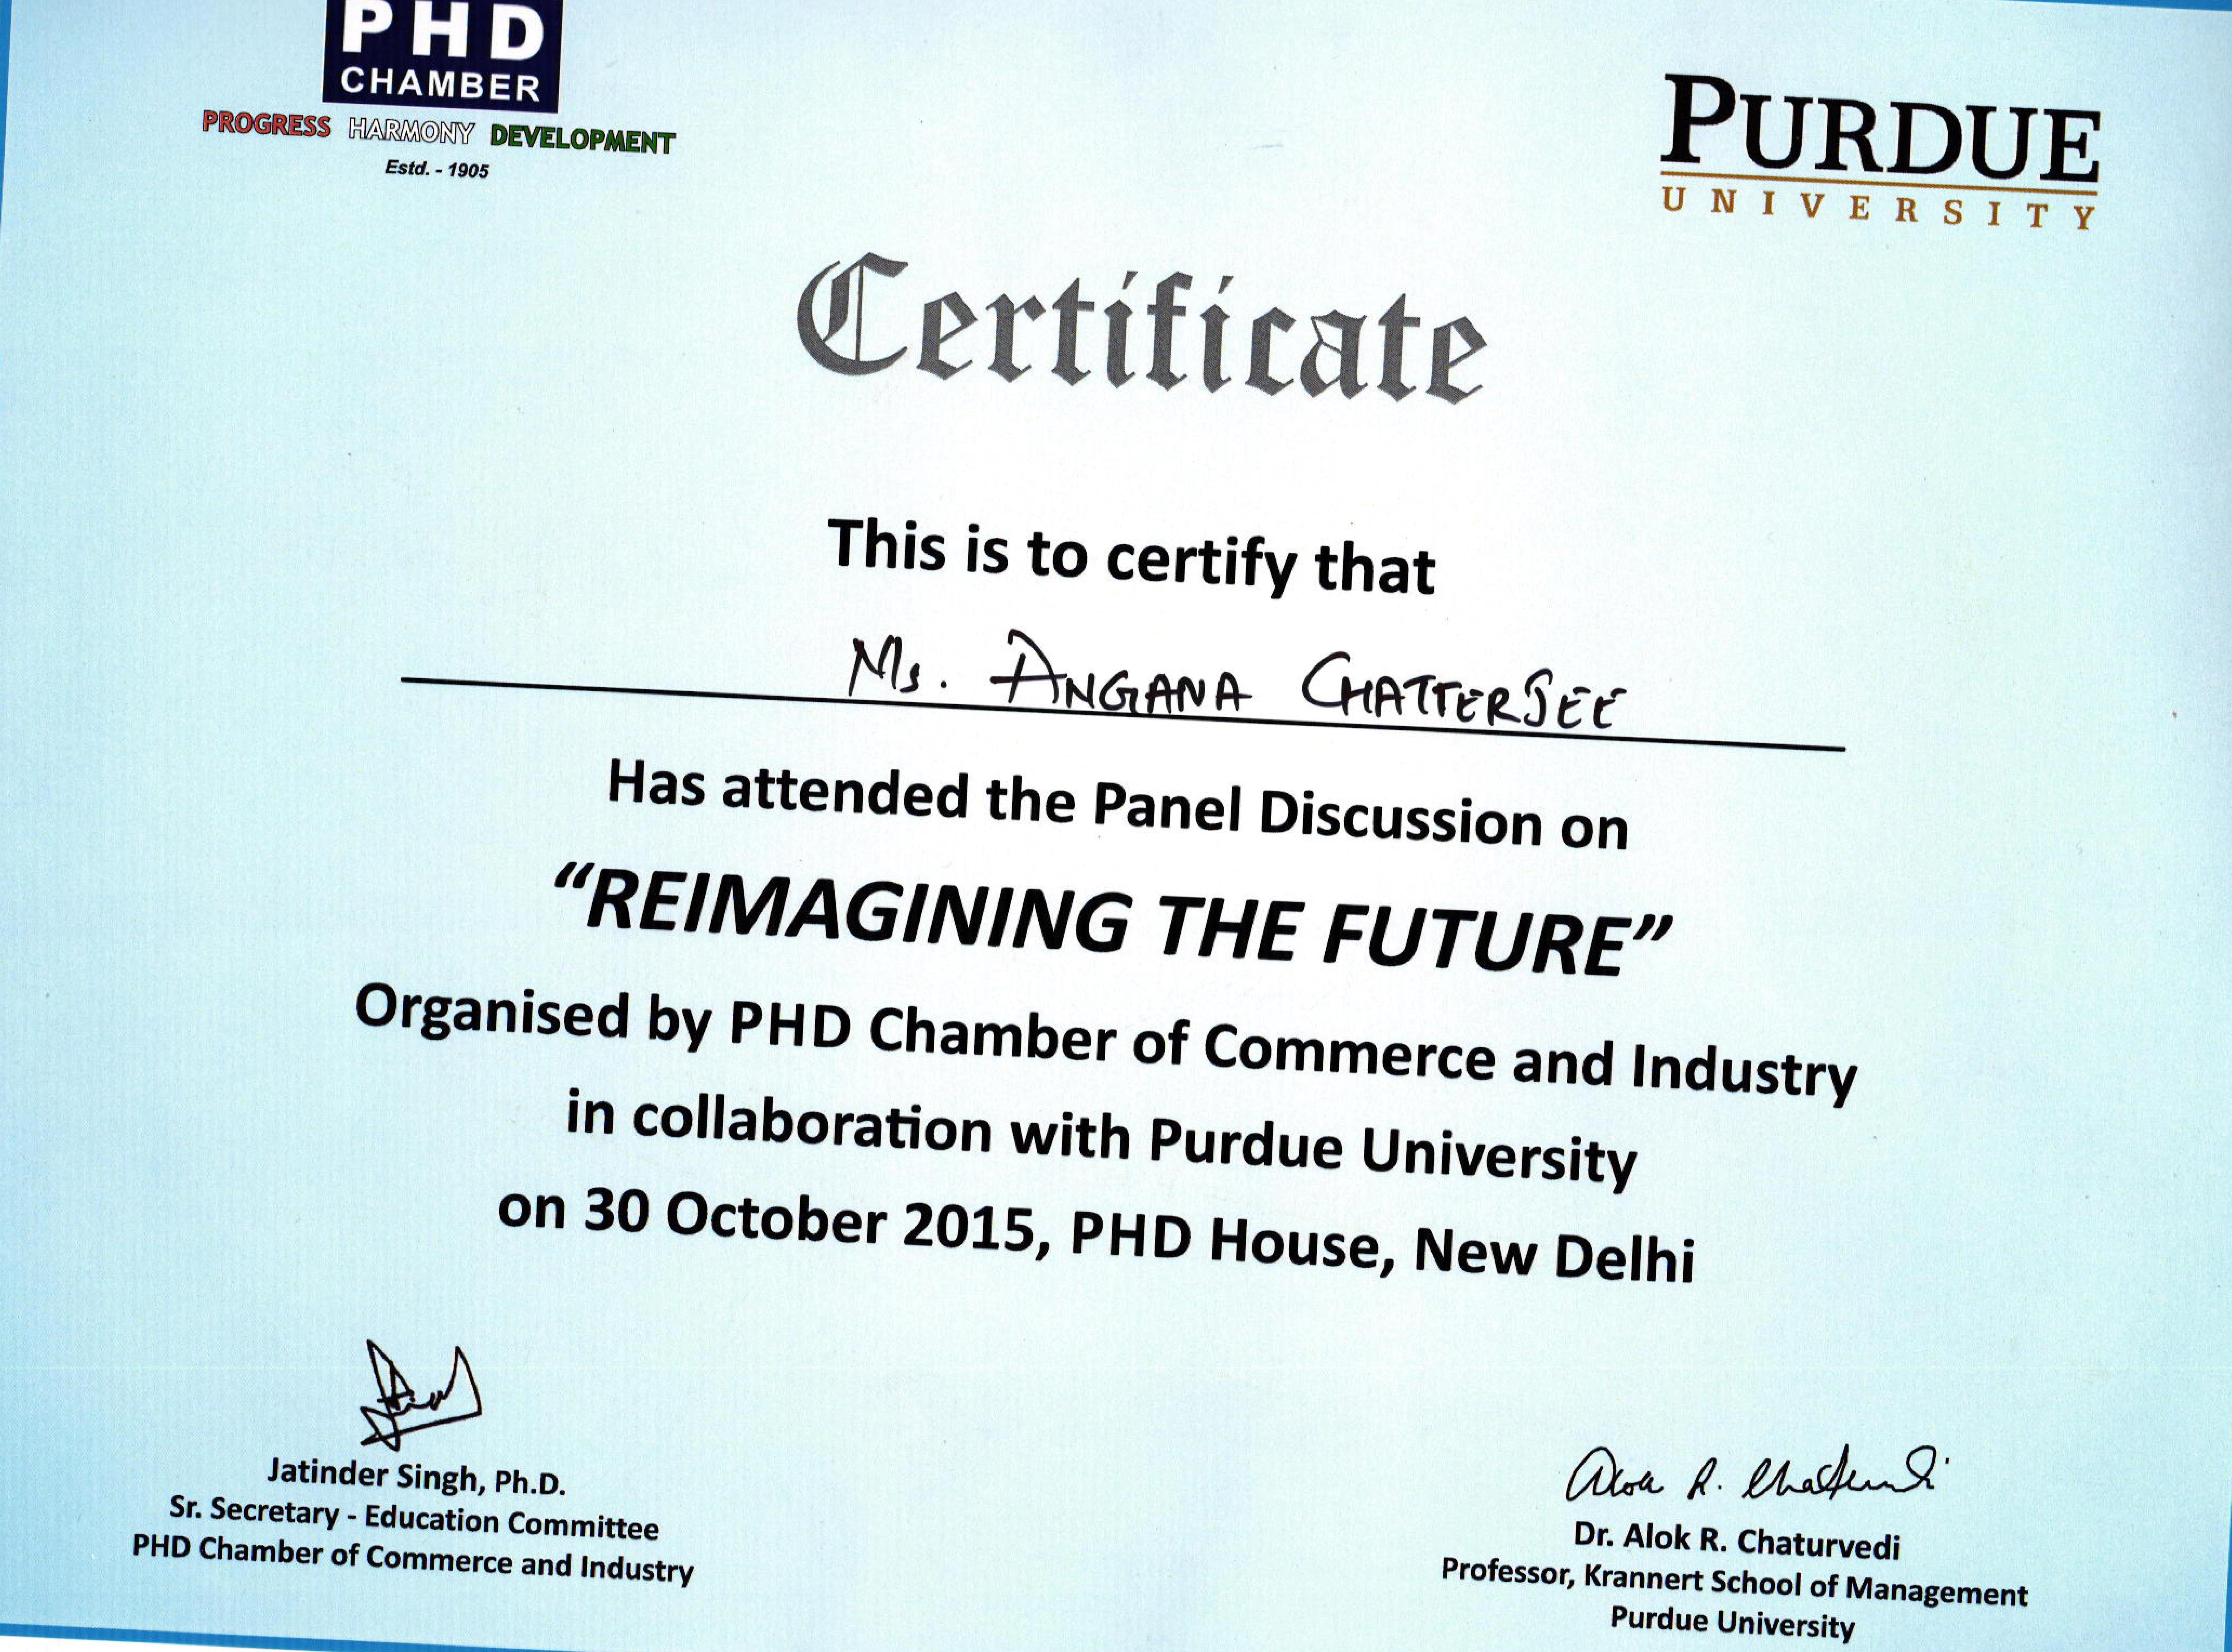 PHD
CHAMBER
PROGRESS HARMONY DEVELOPMENT
Estd. - 1905
PURDUE
UNIVERSITY
Certificate
This is to certify that
Ms. ANGANA CHATTERJEE
Has attended the Panel Discussion on
“REIMAGINING THE FUTURE”
Organised by PHD Chamber of Commerce and Industry
in collaboration with Purdue University
on 30 October 2015, PHD House, New Delhi
Jatinder Singh, Ph.D.
Sr. Secretary - Education Committee
PHD Chamber of Commerce and Industry
Alok R. Chaturvedi
Dr. Alok R. Chaturvedi
Professor, Krannert School of Management
Purdue University